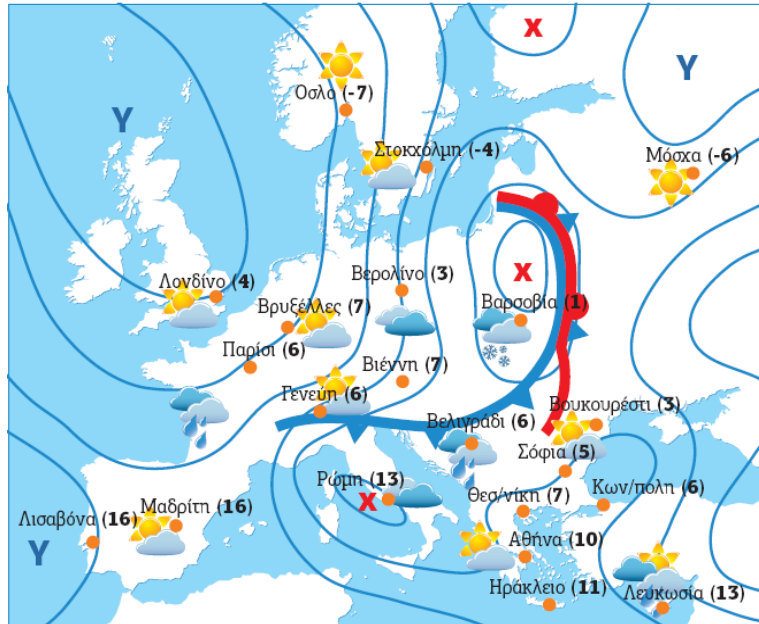 X
Υ
Όσλο (-7)
Υ
Στοκχόλμη (-4)
Μόσχα (-6)
X
Λονδίνο (4)
Βερολίνο (3)
Βρυξέλλες (7)
Βαρσοβία (1)
Παρίσι (6)
Βιέννη (7)
Γενεύη (6)
Βελιγράδι (6)
Βουκουρέστι (3)
Σόφια (5)
Ρώμη (13)
X
Θεσ/νίκη (7)
Κων/πολη (6)
Μαδρίτη (16)
Λισαβόνα (16)
Υ
Αθήνα (10)
Ηράκλειο (11)
Λευκωσία (13)